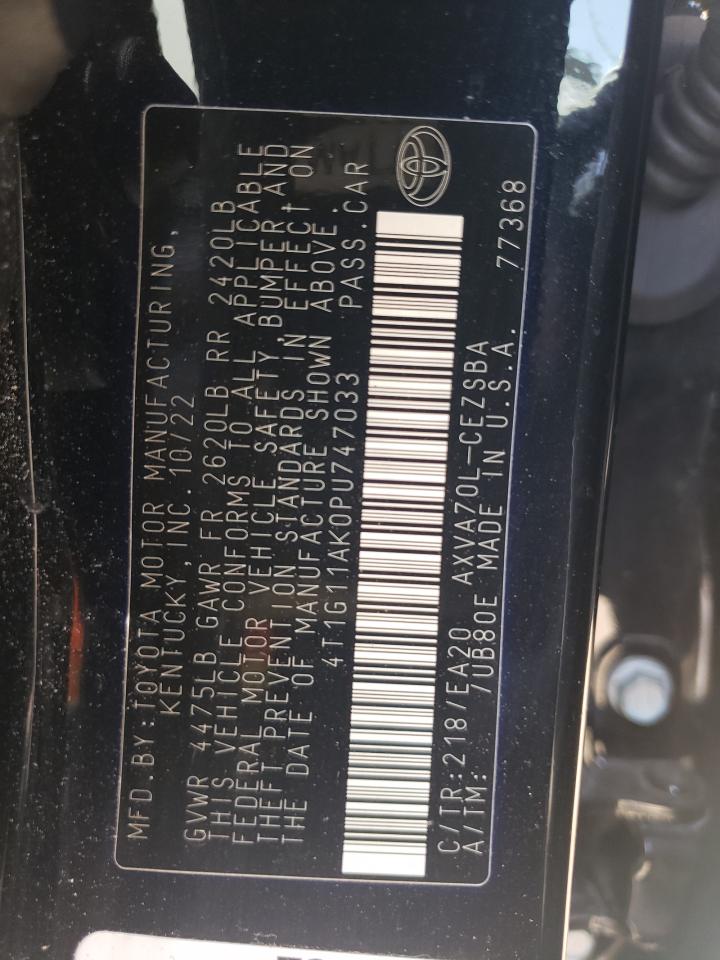 MFD.BY:TOYOTA MOTOR MANUFACTURING,
KENTUCKY,INC.10/22
GVWR 4475LB GAWR FR 2620LB RR 2420LB
THIS VEHICLE CONFORMS TO ALL APPLICABLE
FEDERAL MOTOR VEHICLE SAFETY,BUMPER,AND
THEFT PREVENTION STANDARDS IN EFFECT ON
THE DATE OF MANUFACTURE SHOWN ABOVE.
4T1G11AK0PU747033 PASS.CAR
C/TR:218/EA20 AXVA70L-CEZSBA
A/TM: /UB80E MADE IN U.S.A. 77368